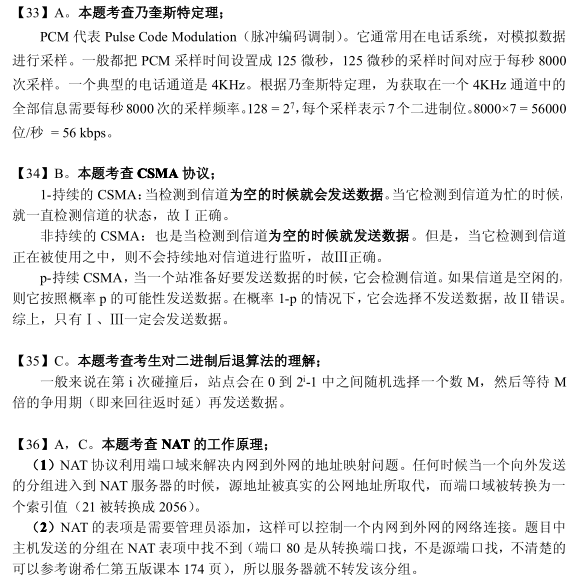 【33】A。本题考查乃奎斯特定理；
PCM 代表 Pulse Code Modulation（脉冲编码调制）。它通常用在电话系统，对模拟数据
进行采样。一般都把 PCM 采样时间设置成 125 微秒，125 微秒的采样时间对应于每秒 8000
次采样。一个典型的电话通道是 4KHz。根据乃奎斯特定理，为获取在一个 4KHz 通道中的
全部信息需要每秒 8000 次的采样频率。128 = 2⁷，每个采样表示 7 个二进制位。8000×7 = 56000
位/秒 = 56 kbps。
【34】B。本题考查 CSMA 协议；
1-持续的 CSMA：当检测到信道为空的时候就会发送数据。当它检测到信道为忙的时候，
就一直检测信道的状态，故Ⅰ正确。
非持续的 CSMA：也是当检测到信道为空的时候就发送数据。但是，当它检测到信道
正在被使用之中，则不会持续地对信道进行监听，故Ⅲ正确。
p-持续 CSMA，当一个站准备好要发送数据的时候，它会检测信道。如果信道是空闲的，
则它按照概率 p 的可能性发送数据。在概率 1-p 的情况下，它会选择不发送数据，故Ⅱ错误。
综上，只有Ⅰ、Ⅲ一定会发送数据。
【35】C。本题考查考生对二进制后退算法的理解；
一般来说在第 i 次碰撞后，站点会在 0 到 2ⁱ-1 中之间随机选择一个数 M，然后等待 M
倍的争用期（即来回往返时延）再发送数据。
【36】A，C。本题考查 NAT 的工作原理；
（1）NAT 协议利用端口域来解决内网到外网的地址映射问题。任何时候当一个向外发送
的分组进入到 NAT 服务器的时候，源地址被真实的公网地址所取代，而端口域被转换为一
个索引值（21 被转换成 2056）。
（2）NAT 的表项是需要管理员添加，这样可以控制一个内网到外网的网络连接。题目中
主机发送的分组在 NAT 表项中找不到（端口 80 是从转换端口找，不是源端口找，不清楚的
可以参考谢希仁第五版课本 174 页），所以服务器就不转发该分组。